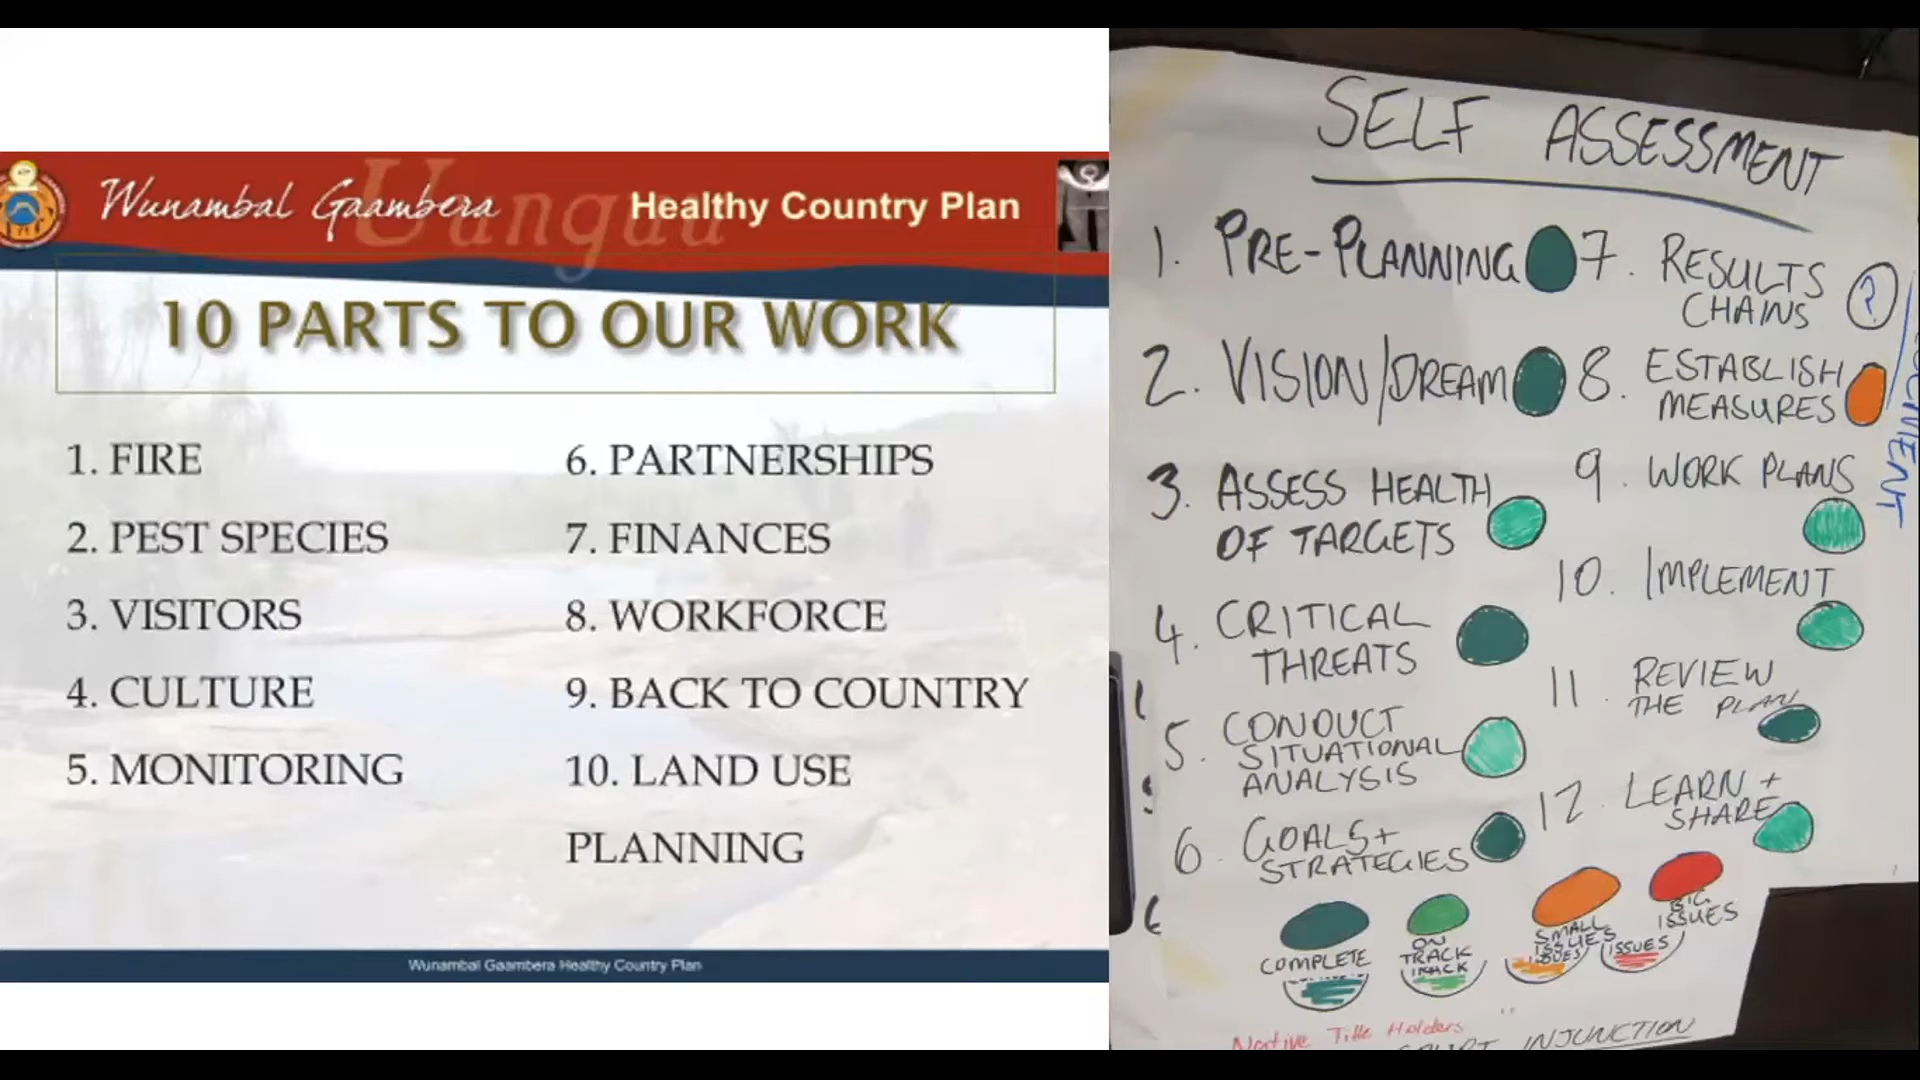 Wunambal Gaambera
Uunguu
Healthy Country Plan
10 PARTS TO OUR WORK
1. FIRE
2. PEST SPECIES
3. VISITORS
4. CULTURE
5. MONITORING
6. PARTNERSHIPS
7. FINANCES
8. WORKFORCE
9. BACK TO COUNTRY
10. LAND USE
PLANNING
Wunambal Gaambera Healthy Country Plan
SELF ASSESSMENT
1. PRE-PLANNING
2. VISION/DREAM
3. ASSESS HEALTH
OF TARGETS
4. CRITICAL
THREATS
5. CONDUCT
SITUATIONAL
ANALYSIS
6. GOALS+
STRATEGIES
7. RESULTS
CHAINS ?
8. ESTABLISH
MEASURES
9. WORK PLANS
10. IMPLEMENT
11. REVIEW
THE PLAN
12. LEARN +
SHARE
COMPLETE
ON
TRACK
TRACK
SMALL
ISSUES
ISSUES
BIG
ISSUES
ISSUES
Native Title Holders
INJUNCTION